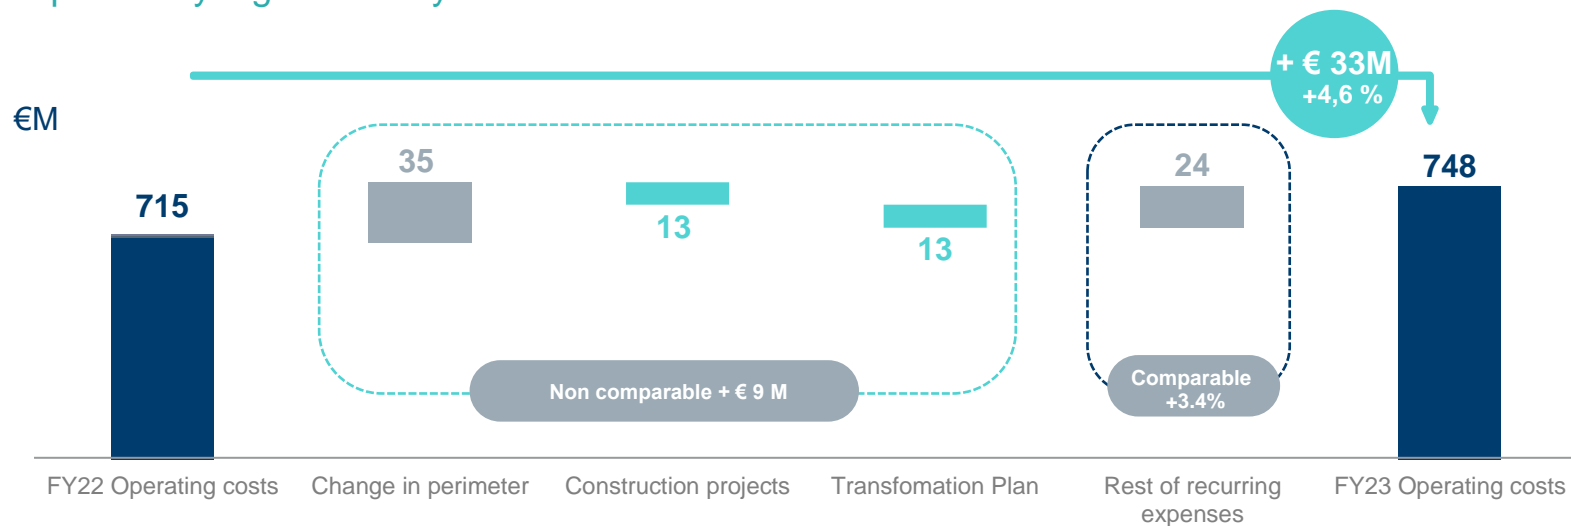 + € 33M
+4,6 %
€M
715
35
13
13
24
748
Non comparable + € 9 M
Comparable
+3.4%
FY22 Operating costs
Change in perimeter
Construction projects
Transfomation Plan
Rest of recurring
expenses
FY23 Operating costs